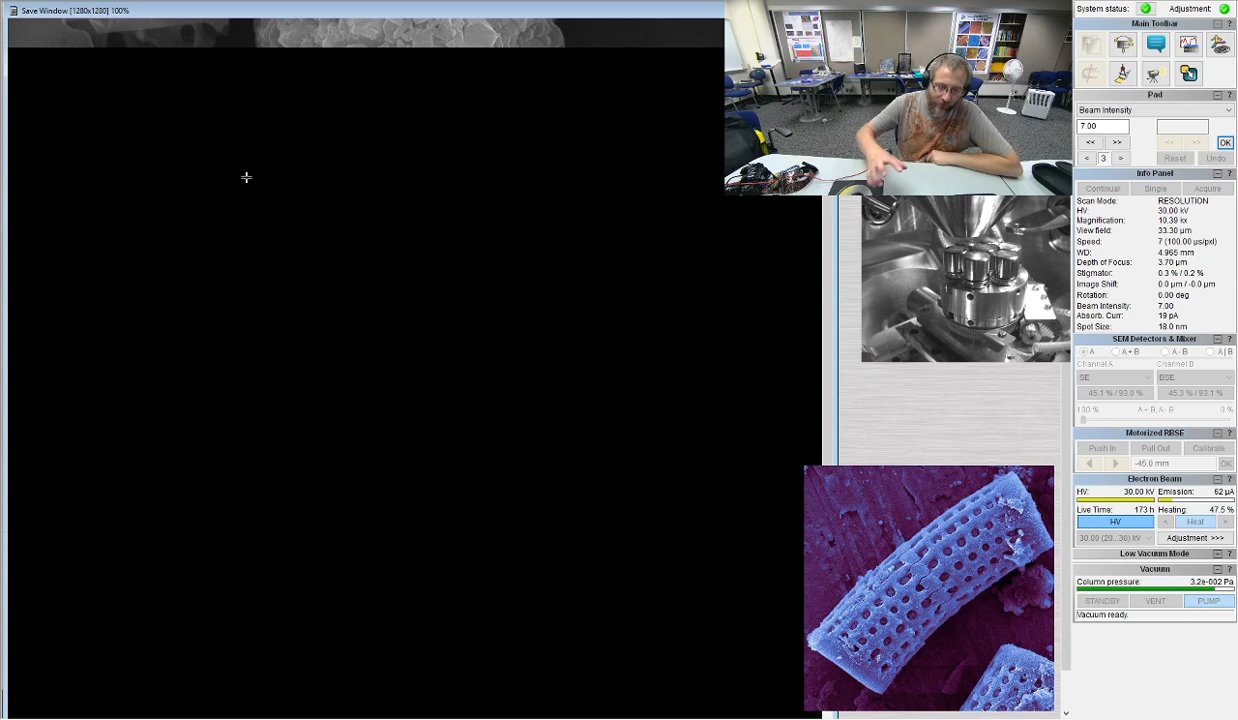 Save Window [1280x1280] 100%
System status: Adjustment:
Main Toolbar
Pad
Beam Intensity
7.00
<< >> << >> OK
< 3 > Reset Undo
Info Panel
Continual Single Acquire
Scan Mode: RESOLUTION
HV: 30.00 kV
Magnification: 10.39 kx
View field: 33.30 µm
Speed: 7 (100.00 µs/pxl)
WD: 4.965 mm
Depth of Focus: 3.70 µm
Stigmator: 0.3 % / 0.2 %
Image Shift: 0.0 µm / -0.0 µm
Rotation: 0.00 deg
Beam Intensity: 7.00
Absorb. Curr: 19 pA
Spot Size: 18.0 nm
SEM Detectors & Mixer
A A + B A - B A | B
Channel A Channel B
SE BSE
45.1 % / 93.0 % 45.3 % / 93.1 %
100 % A + B, A - B 0 %
Motorized RBSE
Push In Pull Out Calibrate
-45.0 mm OK
Electron Beam
HV: 30.00 kV Emission: 62 µA
Live Time: 173 h Heating: 47.5 %
HV < Heat >
30.00 (20...30) kV Adjustment >>>
Low Vacuum Mode
Vacuum
Column pressure: 3.2e-002 Pa
STANDBY VENT PUMP
Vacuum ready.